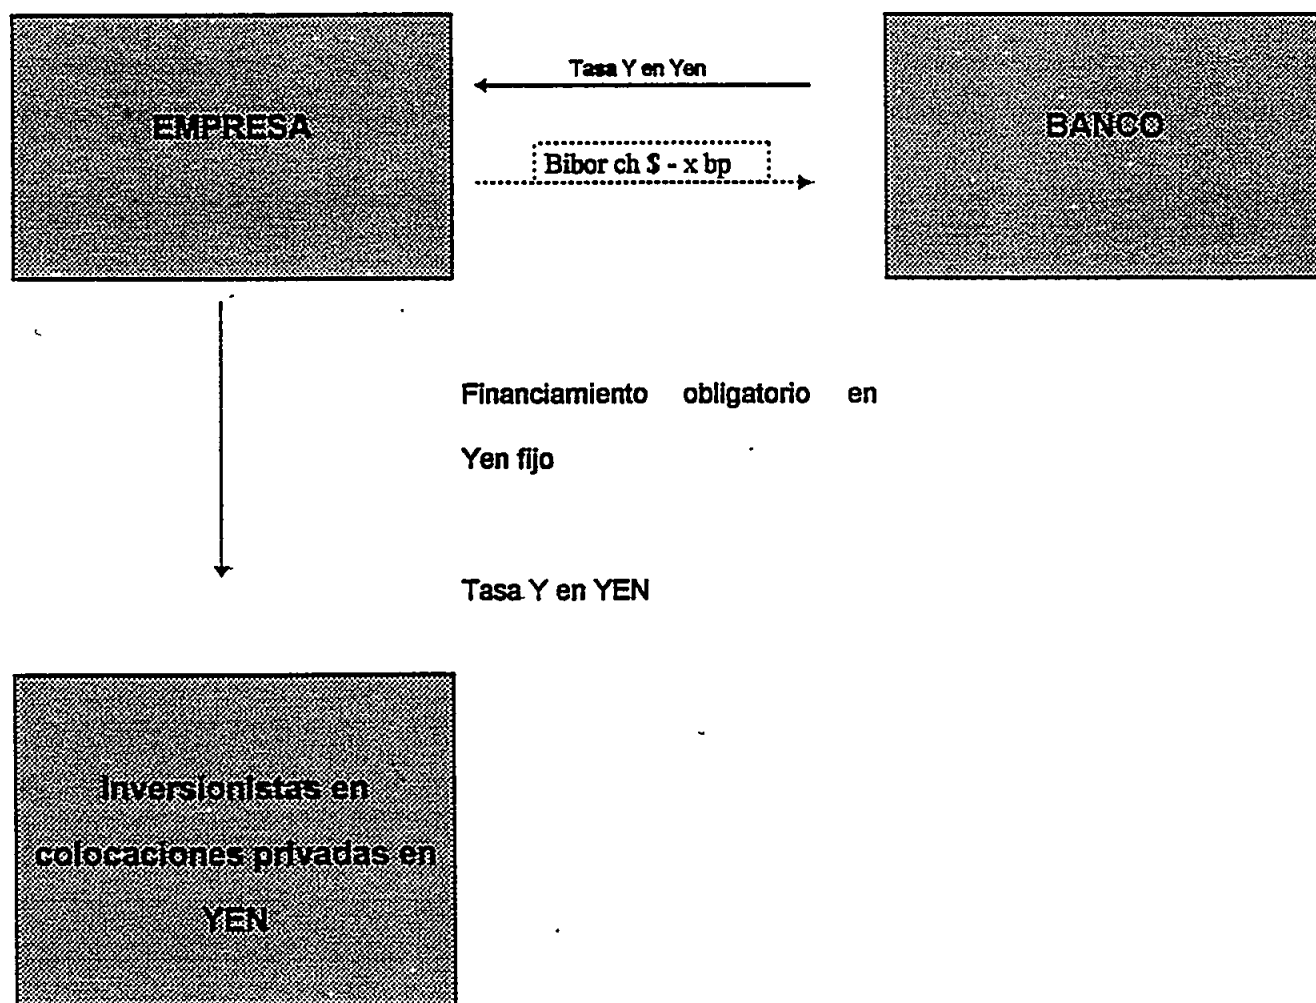 Tasa Y en Yen
EMPRESA
BANCO
Bibor ch $ - x bp
Financiamiento obligatorio en
Yen fijo
Tasa Y en YEN
Inversionistas en
colocaciones privadas en
YEN